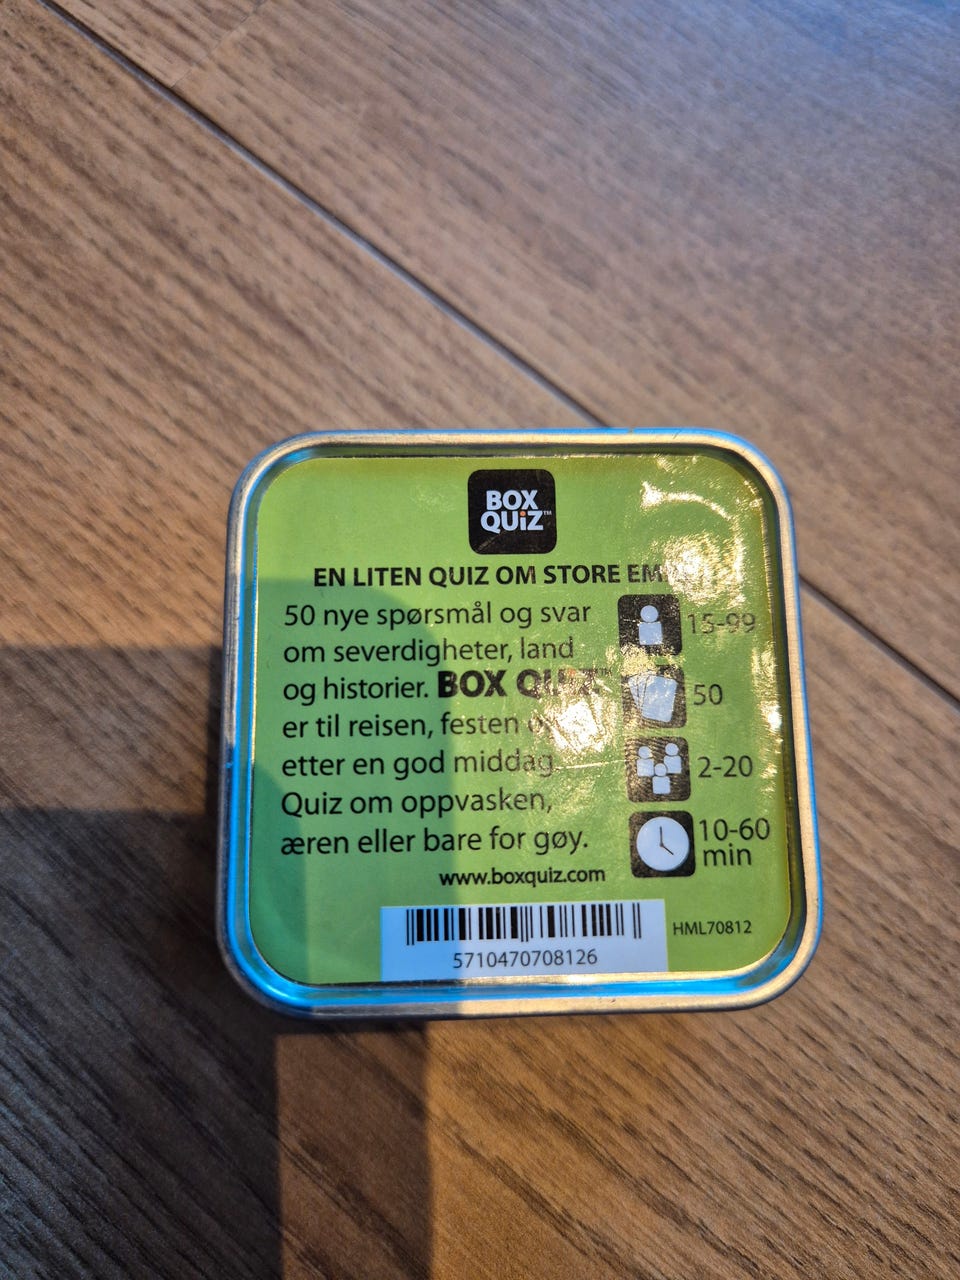 BOX
QUiZ™
EN LITEN QUIZ OM STORE
50 nye spørsmål og svar
om severdigheter, land
og historier. BOX QUIZ™
er til reisen, festen
etter en god middag.
Quiz om oppvasken,
æren eller bare for gøy.
15-99
50
2-20
10-60
min
www.boxquiz.com
HML70812
5710470708126